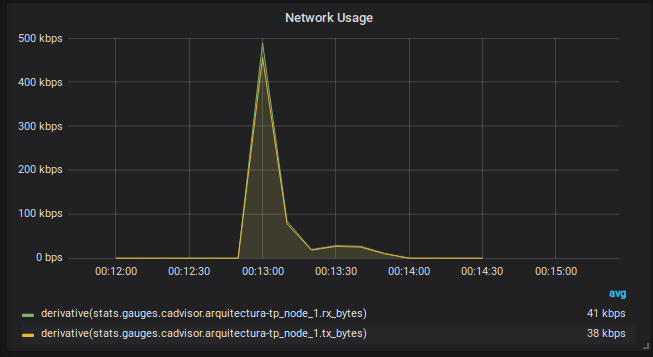 Network Usage
500 kbps
400 kbps
300 kbps
200 kbps
100 kbps
0 bps
00:12:00 00:12:30 00:13:00 00:13:30 00:14:00 00:14:30 00:15:00
avg
derivative(stats.gauges.cadvisor.arquitectura-tp_node_1.rx_bytes) 41 kbps
derivative(stats.gauges.cadvisor.arquitectura-tp_node_1.tx_bytes) 38 kbps